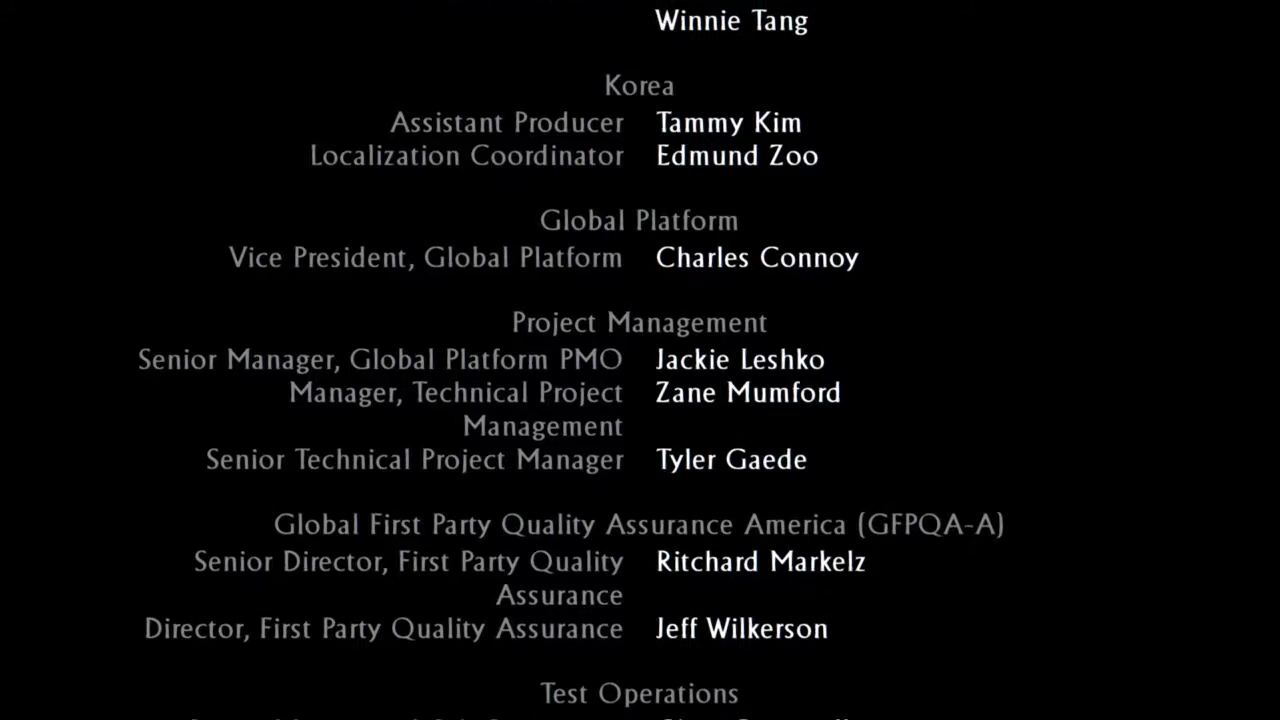 Winnie Tang
Korea
Assistant Producer Tammy Kim
Localization Coordinator Edmund Zoo
Global Platform
Vice President, Global Platform Charles Connoy
Project Management
Senior Manager, Global Platform PMO Jackie Leshko
Manager, Technical Project Zane Mumford
Management
Senior Technical Project Manager Tyler Gaede
Global First Party Quality Assurance America (GFPQA-A)
Senior Director, First Party Quality Ritchard Markelz
Assurance
Director, First Party Quality Assurance Jeff Wilkerson
Test Operations